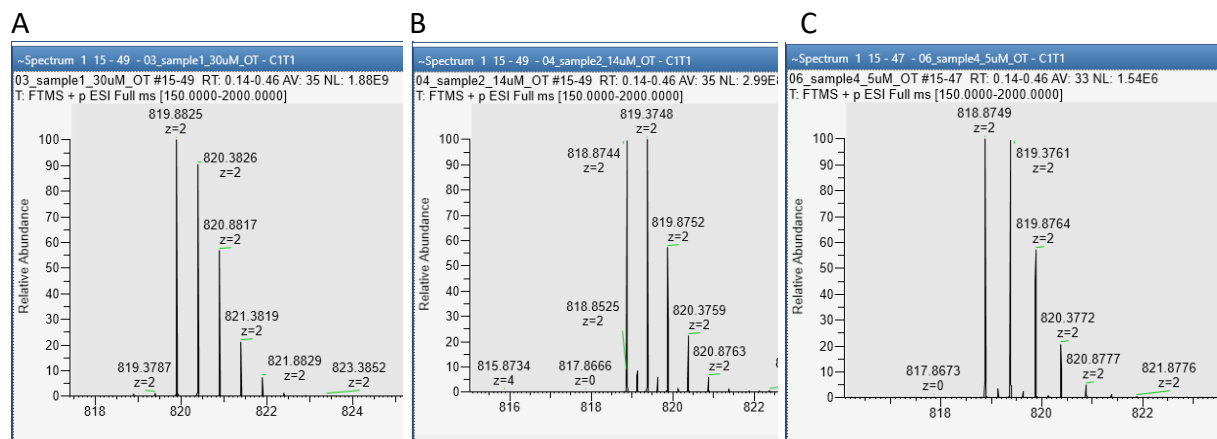 A
~Spectrum 1 15 - 49 - 03_sample1_30uM_OT - C1T1
03_sample1_30uM_OT #15-49 RT: 0.14-0.46 AV: 35 NL: 1.88E9
T: FTMS + p ESI Full ms [150.0000-2000.0000]
819.8825
z=2
820.3826
z=2
820.8817
z=2
821.3819
z=2
819.3787
z=2
821.8829
z=2
823.3852
z=2
Relative Abundance
100
90
80
70
60
50
40
30
20
10
0
818
820
822
824
B
~Spectrum 1 15 - 49 - 04_sample2_14uM_OT - C1T1
04_sample2_14uM_OT #15-49 RT: 0.14-0.46 AV: 35 NL: 2.99E8
T: FTMS + p ESI Full ms [150.0000-2000.0000]
819.3748
z=2
818.8744
z=2
819.8752
z=2
818.8525
z=2
820.3759
z=2
820.8763
z=2
815.8734
z=4
817.8666
z=0
Relative Abundance
100
90
80
70
60
50
40
30
20
10
0
816
818
820
822
C
~Spectrum 1 15 - 47 - 06_sample4_5uM_OT - C1T1
06_sample4_5uM_OT #15-47 RT: 0.14-0.46 AV: 33 NL: 1.54E6
T: FTMS + p ESI Full ms [150.0000-2000.0000]
818.8749
z=2
819.3761
z=2
819.8764
z=2
820.3772
z=2
820.8777
z=2
817.8673
z=0
821.8776
z=2
Relative Abundance
100
90
80
70
60
50
40
30
20
10
0
818
820
822